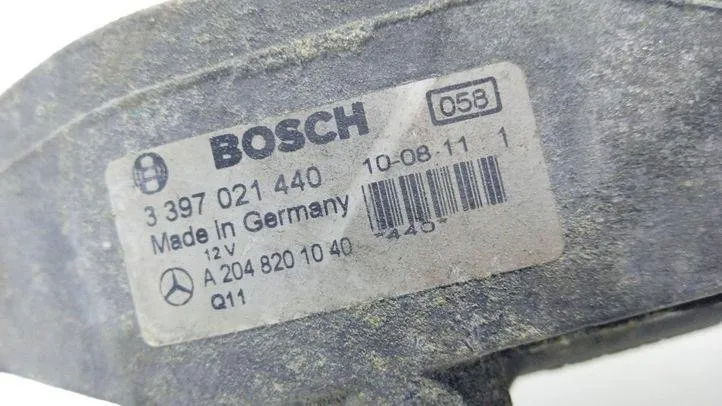 BOSCH 058
3 397 021 440 10-08-11 1
Made in Germany
12 V *440*
A 204 820 10 40
Q11